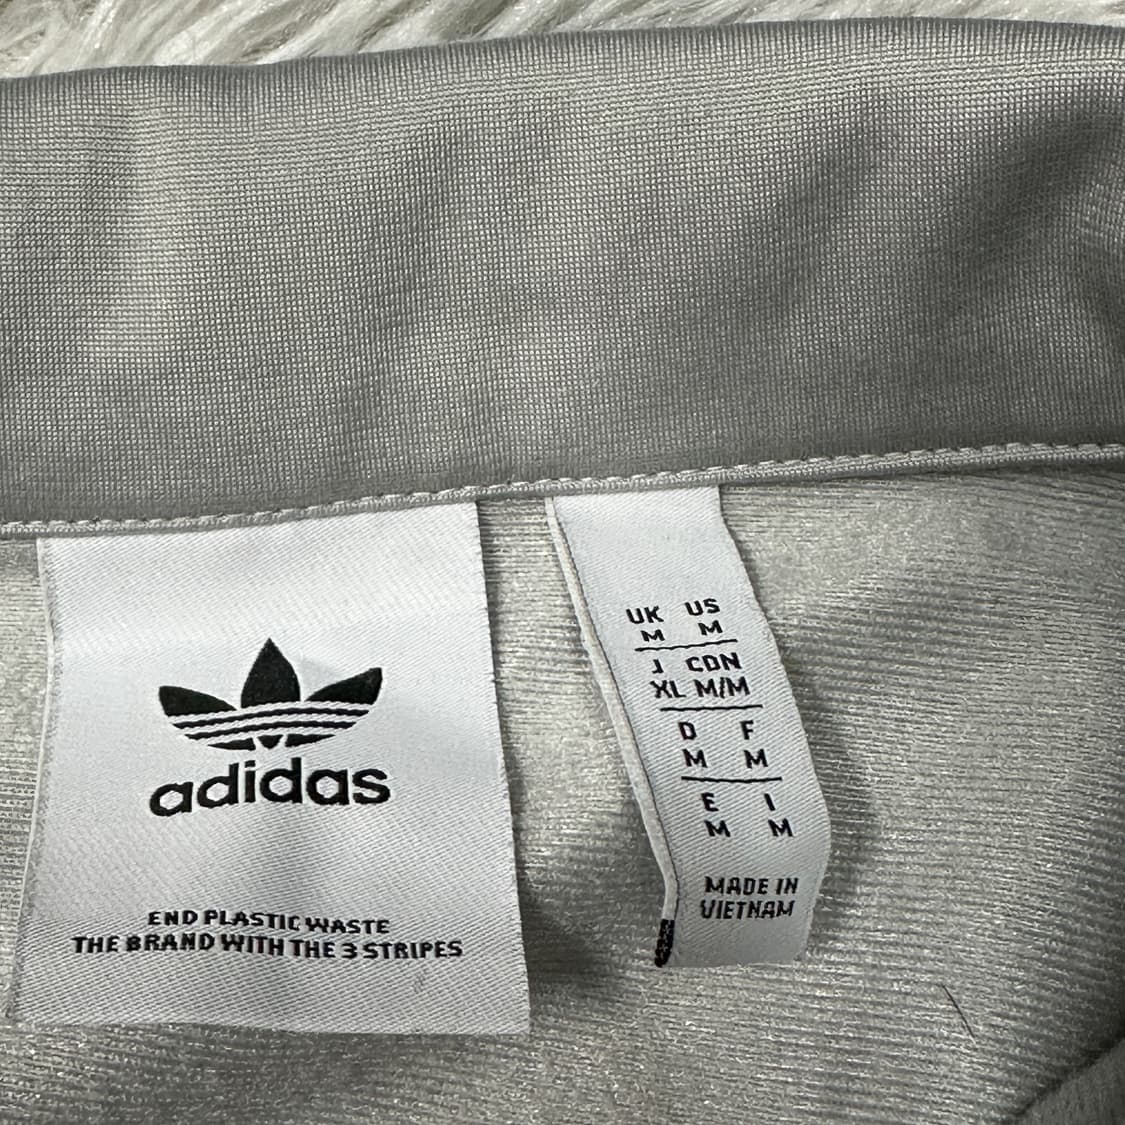 adidas
END PLASTIC WASTE
THE BRAND WITH THE 3 STRIPES
UK US
M M
J CDN
XL M/M
D F
M M
E I
M M
MADE IN
VIETNAM